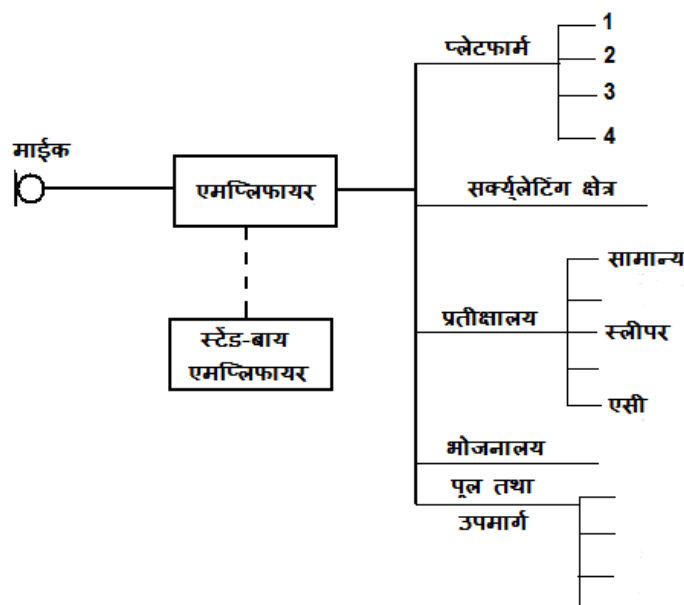 माईक
एमप्लिफायर
स्टेंड-बाय
एमप्लिफायर
प्लेटफार्म
1
2
3
4
सर्क्युलेटिंग क्षेत्र
प्रतीक्षालय
सामान्य
स्लीपर
एसी
भोजनालय
पूल तथा
उपमार्ग